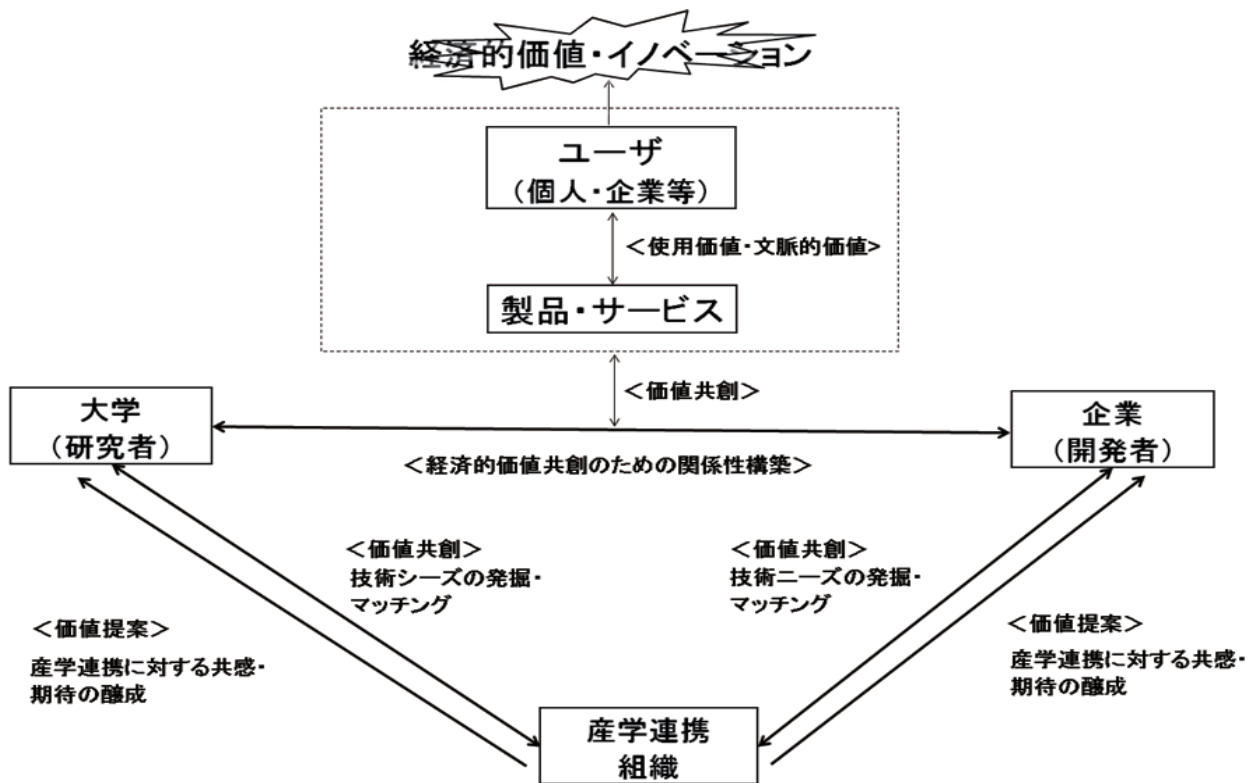 経済的価値・イノベーション
ユーザ
(個人・企業等)
＜使用価値・文脈的価値>
製品・サービス
＜価値共創＞
大学
(研究者)
企業
(開発者)
＜経済的価値共創のための関係性構築＞
＜価値共創＞
技術シーズの発掘・
マッチング
＜価値共創＞
技術ニーズの発掘・
マッチング
＜価値提案＞
産学連携に対する共感・
期待の醸成
＜価値提案＞
産学連携に対する共感・
期待の醸成
産学連携
組織